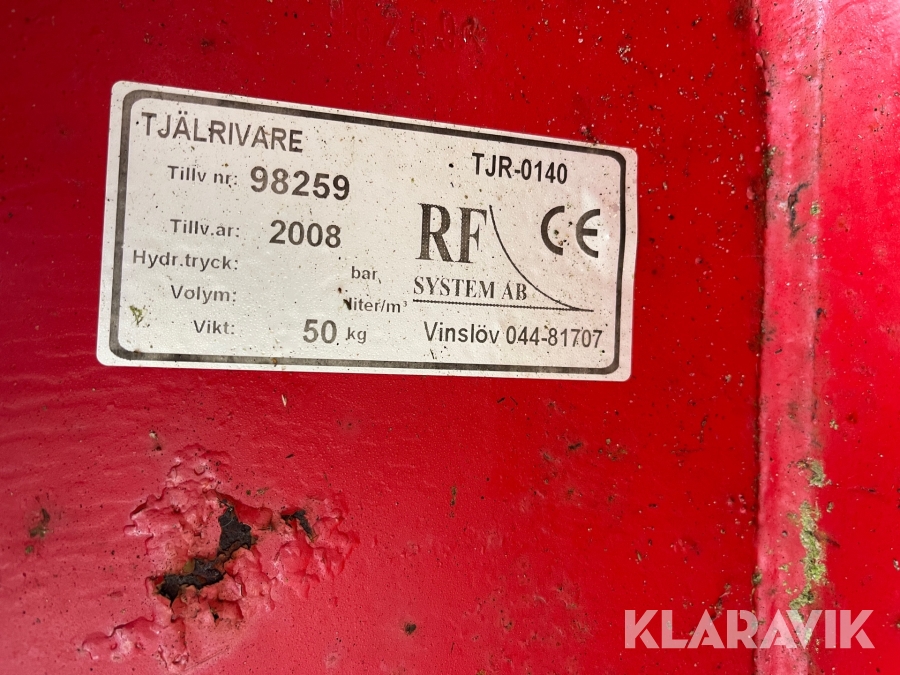 TJÄLRIVARE
TJR-0140
Tillv nr: 98259
Tillv.ar: 2008
Hydr.tryck: bar
Volym: liter/m³
Vikt: 50 kg
RF
SYSTEM AB
CE
Vinslöv 044-81707
KLARAVIK